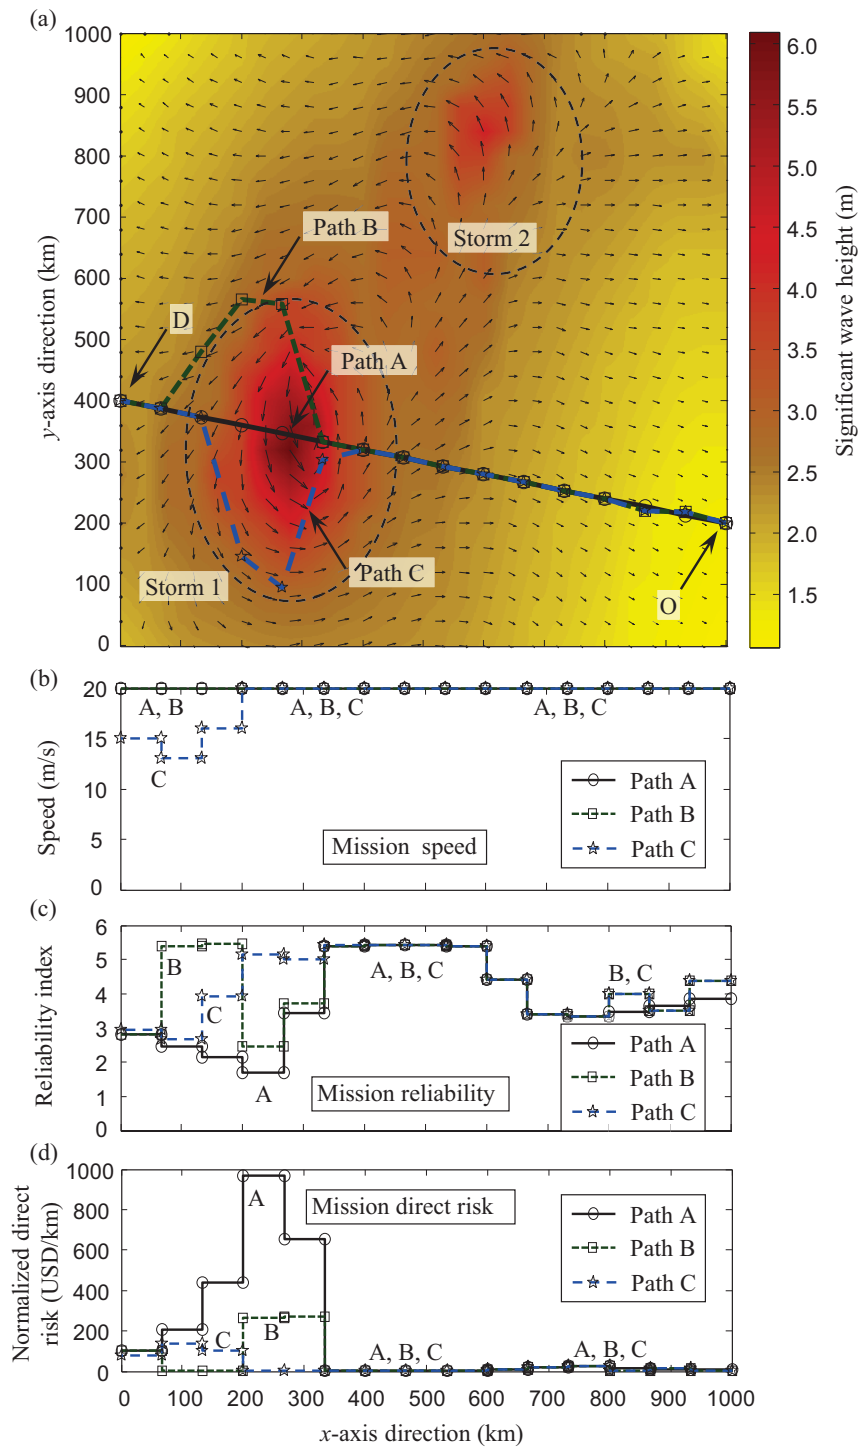 (a)
1000
900
800
700
600
500
400
300
200
100
0
y-axis direction (km)
Path B
D
Storm 2
Path A
Path C
Storm 1
O
6.0
5.5
5.0
4.5
4.0
3.5
3.0
2.5
2.0
1.5
Significant wave height (m)
(b)
20
15
10
5
0
Speed (m/s)
A, B
A, B, C
A, B, C
C
Mission speed
Path A
Path B
Path C
(c)
6
5
4
3
2
1
0
Reliability index
B
C
A
A, B, C
B, C
Mission reliability
Path A
Path B
Path C
(d)
1000
800
600
400
200
0
Normalized direct
risk (USD/km)
A
Mission direct risk
C
B
A, B, C
A, B, C
Path A
Path B
Path C
0
100
200
300
400
500
600
700
800
900
1000
x-axis direction (km)